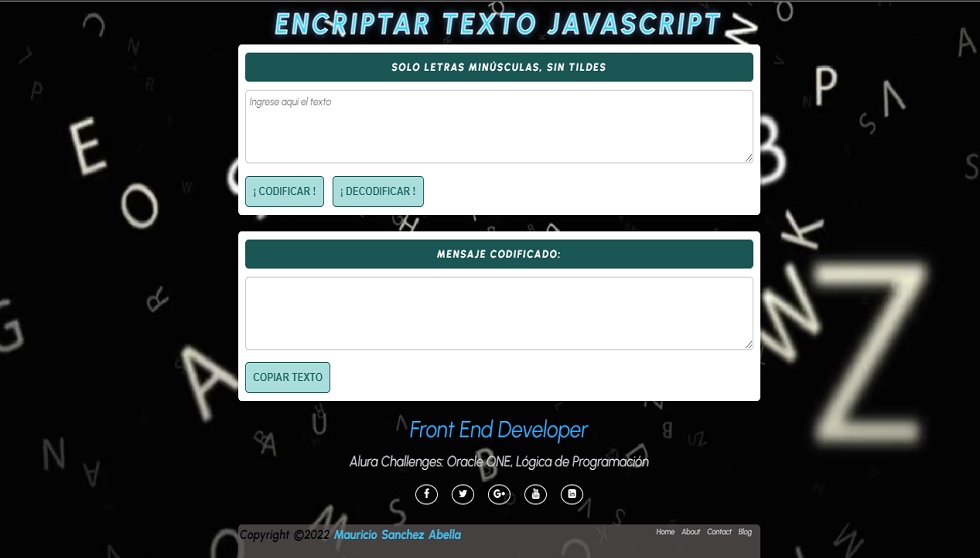 ENCRIPTAR TEXTO JAVASCRIPT
SOLO LETRAS MINÚSCULAS, SIN TILDES
Ingrese aquí el texto
¡ CODIFICAR !
¡ DECODIFICAR !
MENSAJE CODIFICADO:
COPIAR TEXTO
Front End Developer
Alura Challenges: Oracle ONE, Lógica de Programación
Copyright ©2022 Mauricio Sanchez Abella
Home About Contact Blog